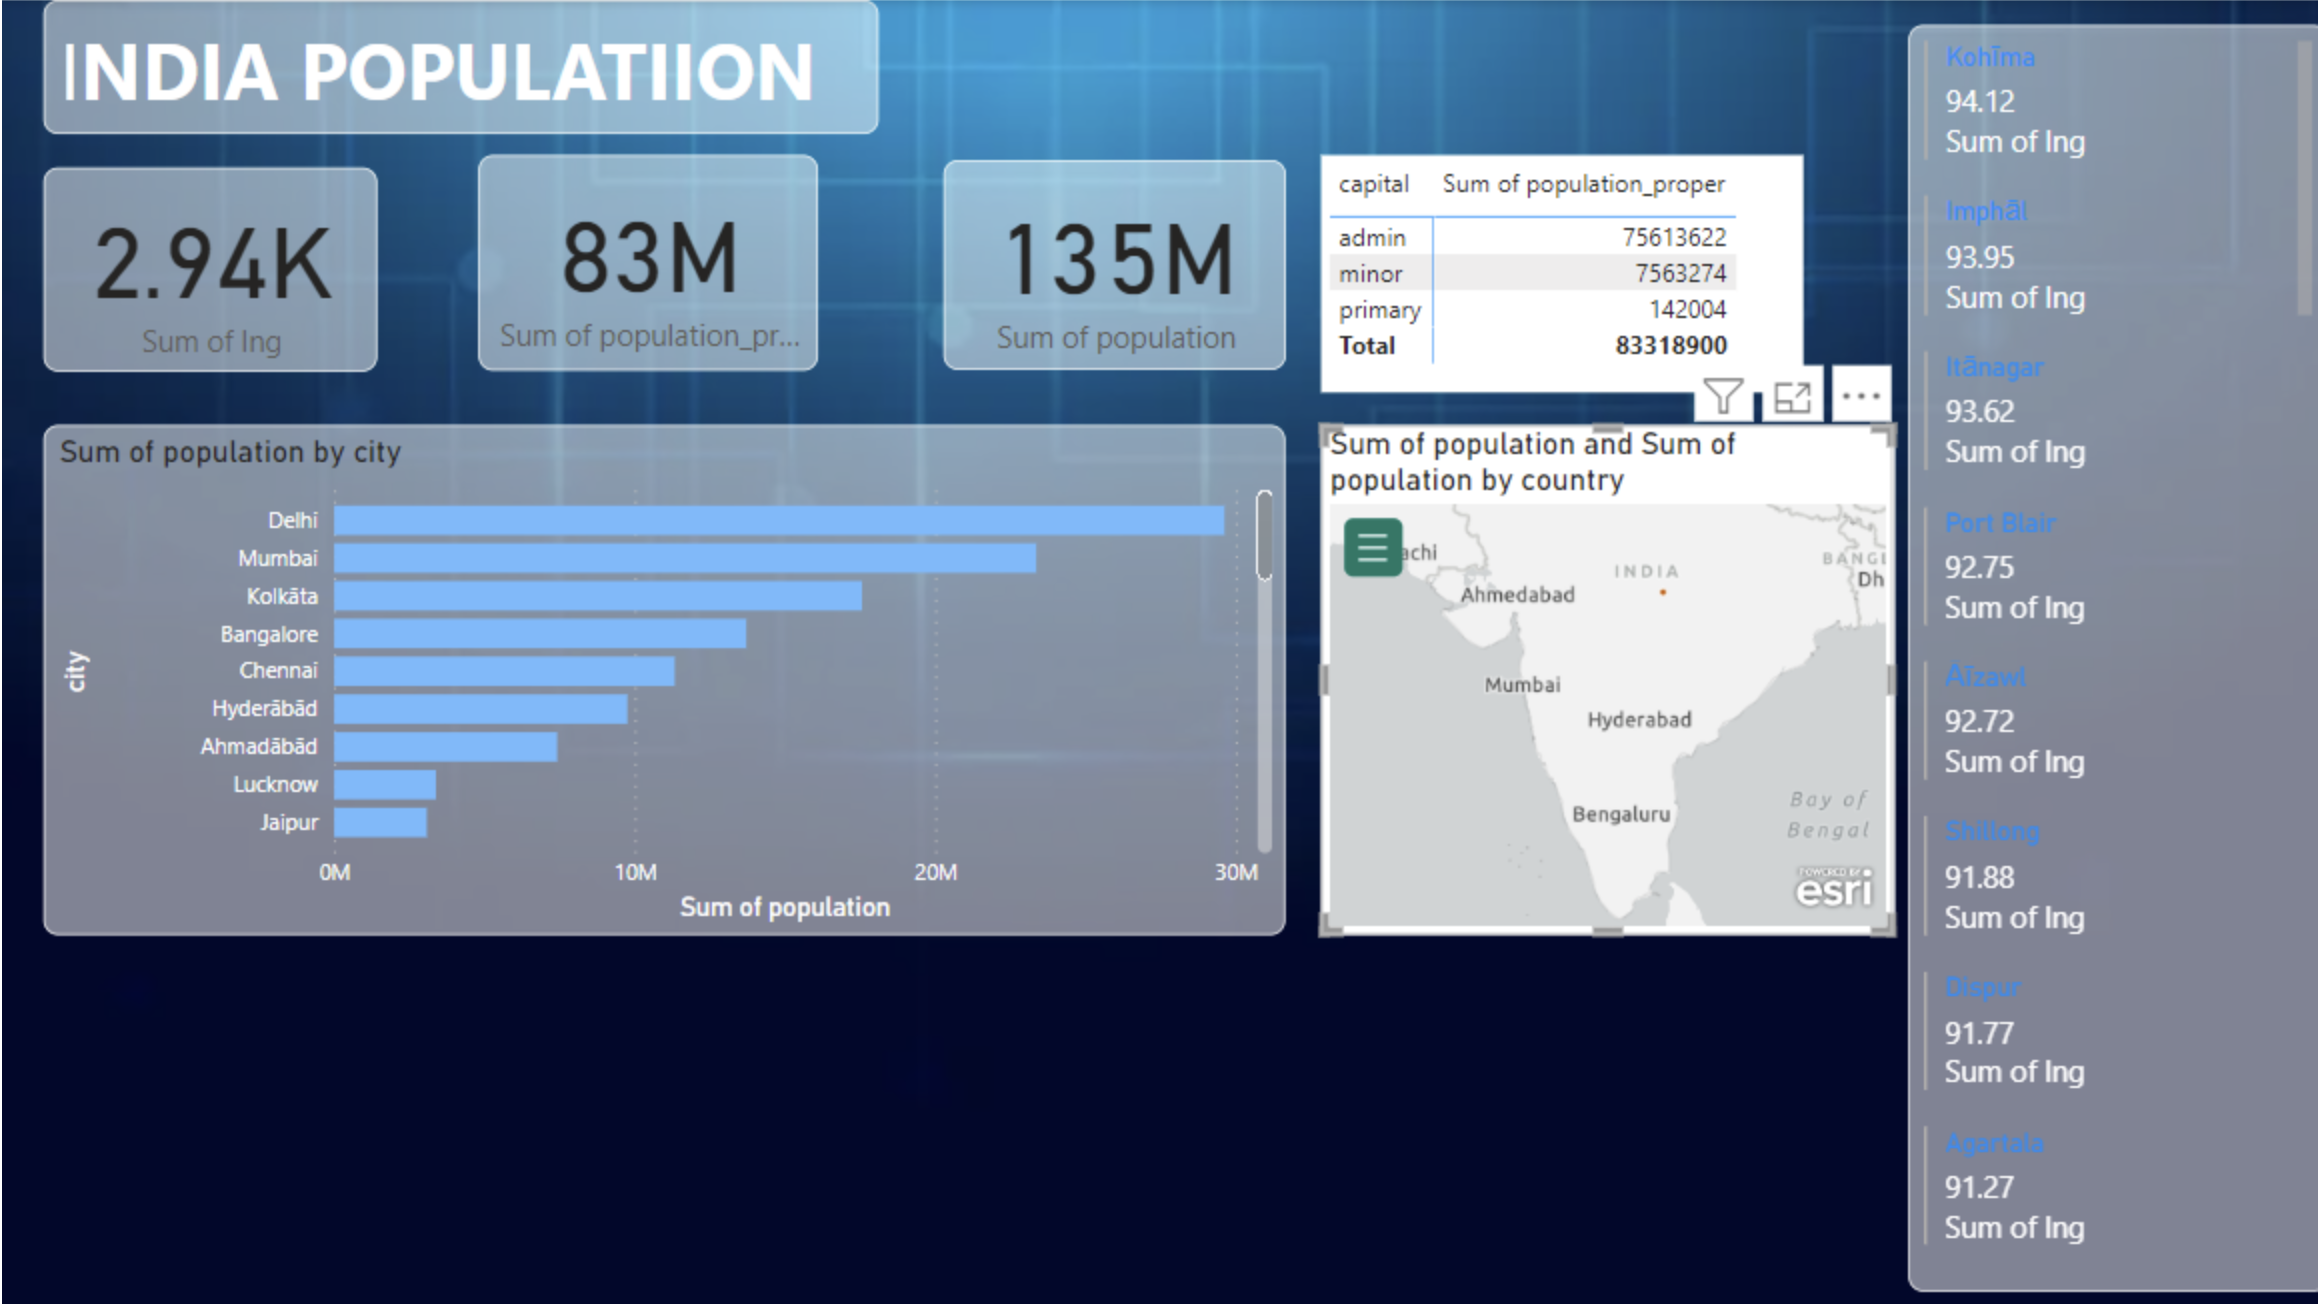 INDIA POPULATIION
2.94K
Sum of lng
83M
Sum of population_pr...
135M
Sum of population
capital Sum of population_proper
admin 75613622
minor 7563274
primary 142004
Total 83318900
Sum of population by city
city
Delhi
Mumbai
Kolkāta
Bangalore
Chennai
Hyderābād
Ahmadābād
Lucknow
Jaipur
0M 10M 20M 30M
Sum of population
Sum of population and Sum of
population by country
achi
INDIA
BANGL
Dh
Ahmedabad
Mumbai
Hyderabad
Bengaluru
Bay of
Bengal
POWERED BY
esri
Kohīma
94.12
Sum of lng
Imphāl
93.95
Sum of lng
Itānagar
93.62
Sum of lng
Port Blair
92.75
Sum of lng
Aīzawl
92.72
Sum of lng
Shillong
91.88
Sum of lng
Dispur
91.77
Sum of lng
Agartala
91.27
Sum of lng